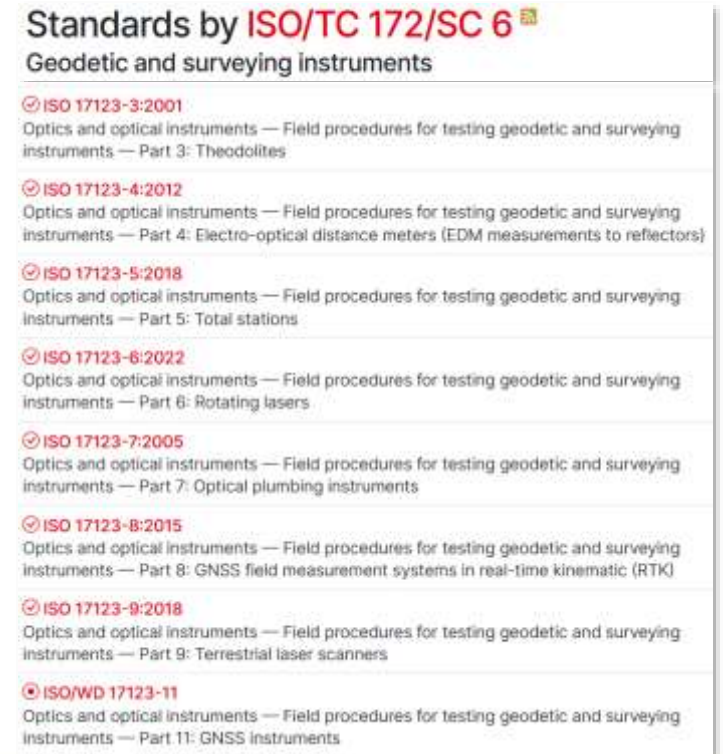 Standards by ISO/TC 172/SC 6
Geodetic and surveying instruments
ISO 17123-3:2001
Optics and optical instruments — Field procedures for testing geodetic and surveying
instruments — Part 3: Theodolites
ISO 17123-4:2012
Optics and optical instruments — Field procedures for testing geodetic and surveying
instruments — Part 4: Electro-optical distance meters (EDM measurements to reflectors)
ISO 17123-5:2018
Optics and optical instruments — Field procedures for testing geodetic and surveying
instruments — Part 5: Total stations
ISO 17123-6:2022
Optics and optical instruments — Field procedures for testing geodetic and surveying
instruments — Part 6: Rotating lasers
ISO 17123-7:2005
Optics and optical instruments — Field procedures for testing geodetic and surveying
instruments — Part 7: Optical plumbing instruments
ISO 17123-8:2015
Optics and optical instruments — Field procedures for testing geodetic and surveying
instruments — Part 8: GNSS field measurement systems in real-time kinematic (RTK)
ISO 17123-9:2018
Optics and optical instruments — Field procedures for testing geodetic and surveying
instruments — Part 9: Terrestrial laser scanners
ISO/WD 17123-11
Optics and optical instruments — Field procedures for testing geodetic and surveying
instruments — Part 11: GNSS instruments